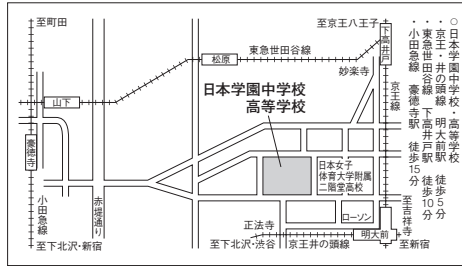 ○日本学園中学校・高等学校
・京王・井の頭線 明大前駅 徒歩5分
・東急世田谷線 下高井戸駅 徒歩10分
・小田急線 豪徳寺駅 徒歩15分
至町田
至京王八王子
下高井戸
東急世田谷線
松原
妙楽寺
京王線
山下
日本学園中学校
高等学校
豪徳寺
日本女子
体育大学附属
二階堂高校
小田急線
赤堤通り
至吉祥寺
ローソン
正法寺
明大前
至下北沢・新宿
至下北沢・渋谷
京王井の頭線
至新宿